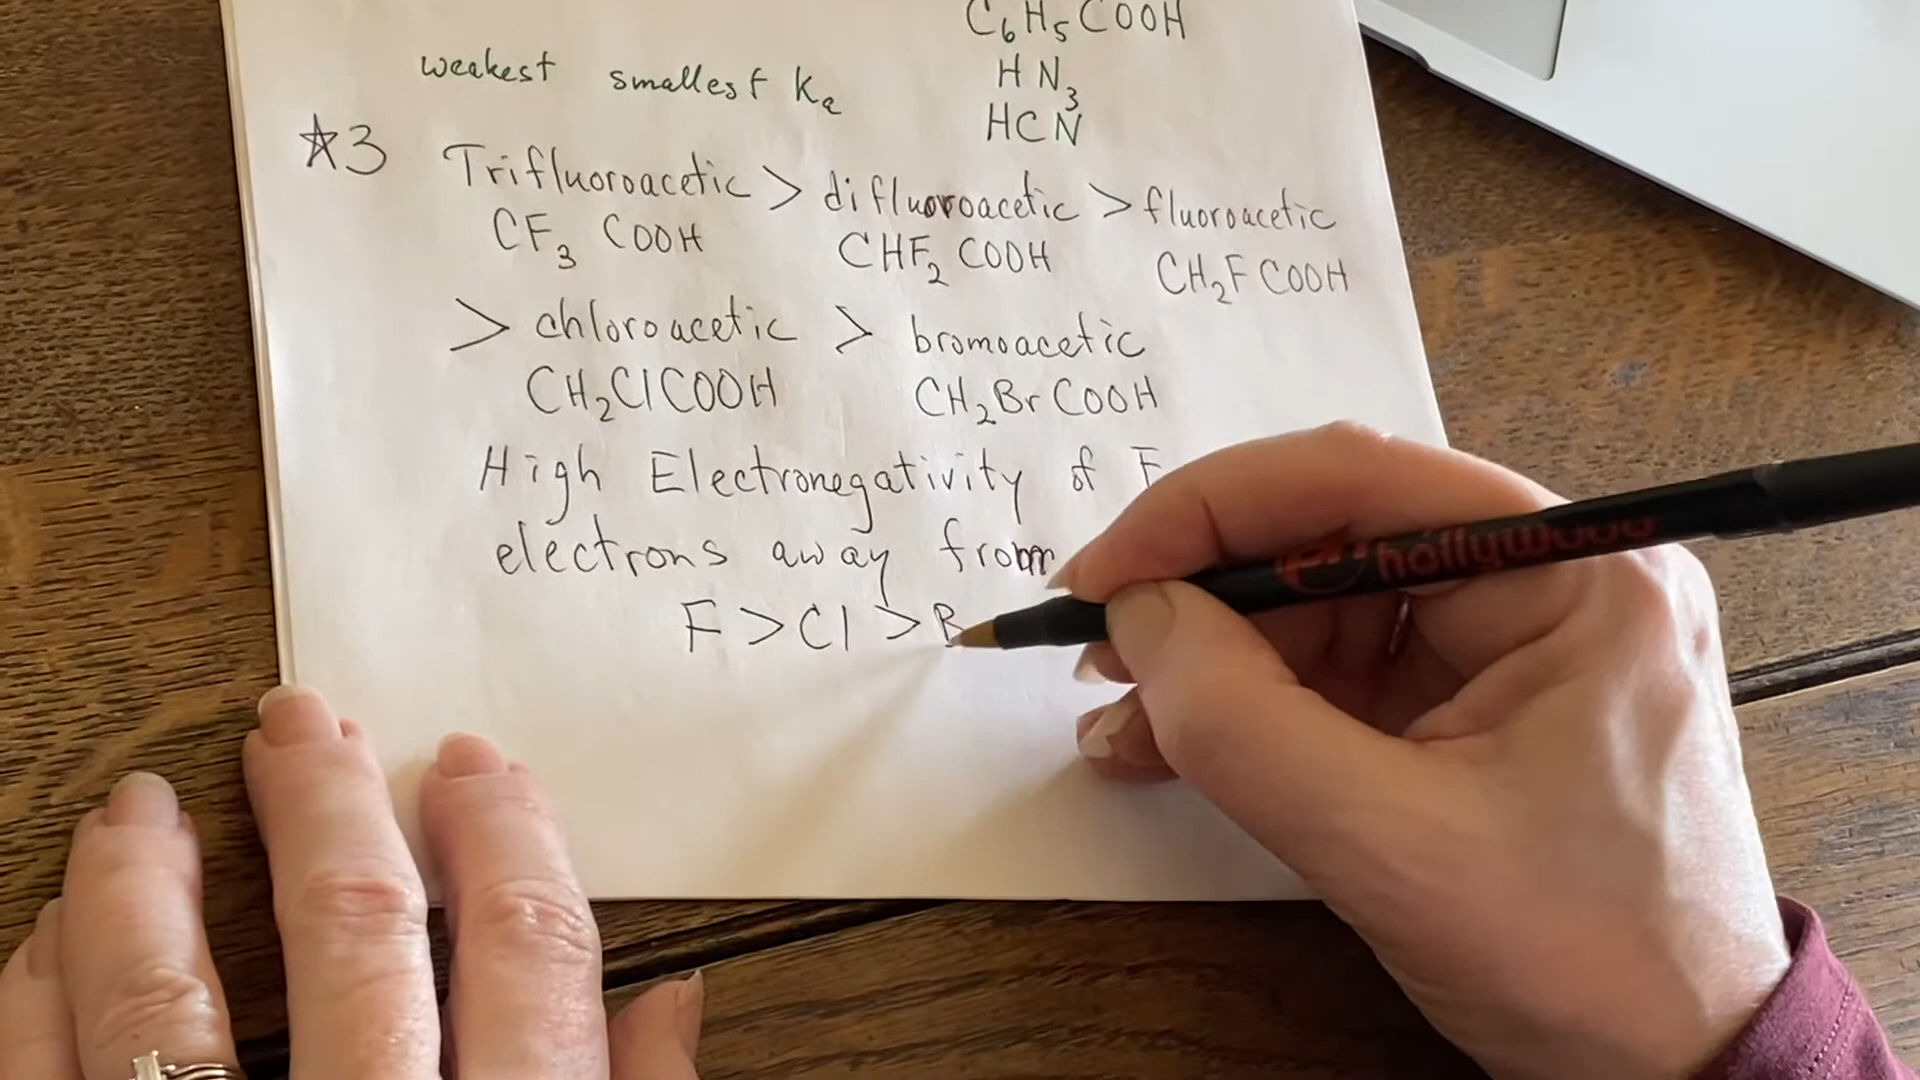 C₆H₅COOH
weakest smallest Ka HN₃
HCN
☆3 Trifluoroacetic > difluoroacetic > fluoroacetic
CF₃ COOH CHF₂ COOH CH₂F COOH
> chloroacetic > bromoacetic
CH₂ClCOOH CH₂Br COOH
High Electronegativity of F
electrons away from
F > Cl > B
hollywood